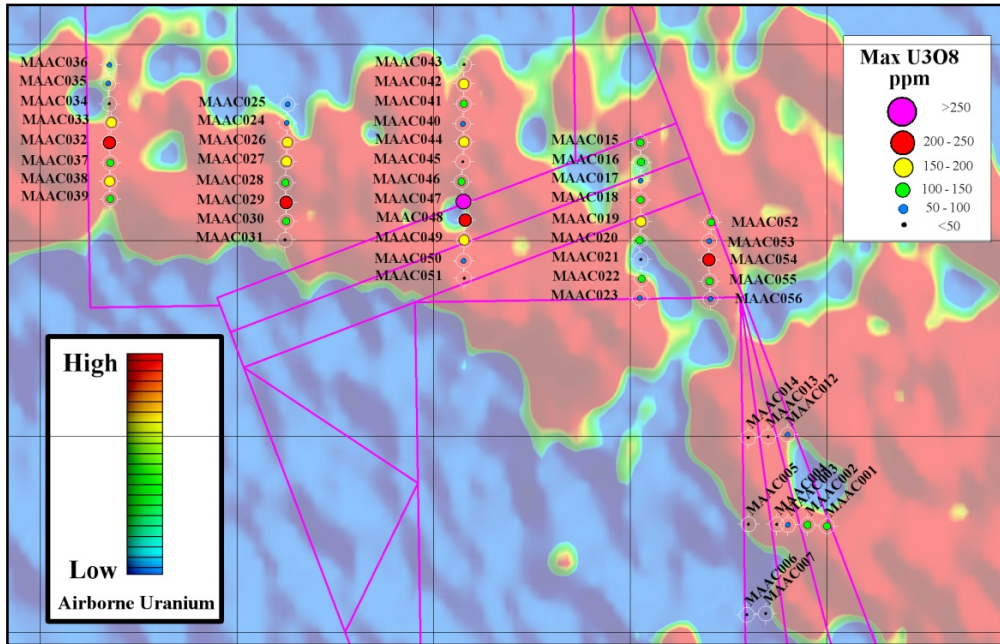 MAAC036
MAAC035
MAAC034
MAAC033
MAAC032
MAAC037
MAAC038
MAAC039
MAAC025
MAAC024
MAAC026
MAAC027
MAAC028
MAAC029
MAAC030
MAAC031
MAAC043
MAAC042
MAAC041
MAAC040
MAAC044
MAAC045
MAAC046
MAAC047
MAAC048
MAAC049
MAAC050
MAAC051
MAAC015
MAAC016
MAAC017
MAAC018
MAAC019
MAAC020
MAAC021
MAAC022
MAAC023
MAAC052
MAAC053
MAAC054
MAAC055
MAAC056
Max U3O8
ppm
>250
200 - 250
150 - 200
100 - 150
50 - 100
<50
MAAC014
MAAC013
MAAC012
MAAC005
MAAC004
MAAC003
MAAC002
MAAC001
MAAC006
MAAC007
High
Low
Airborne Uranium